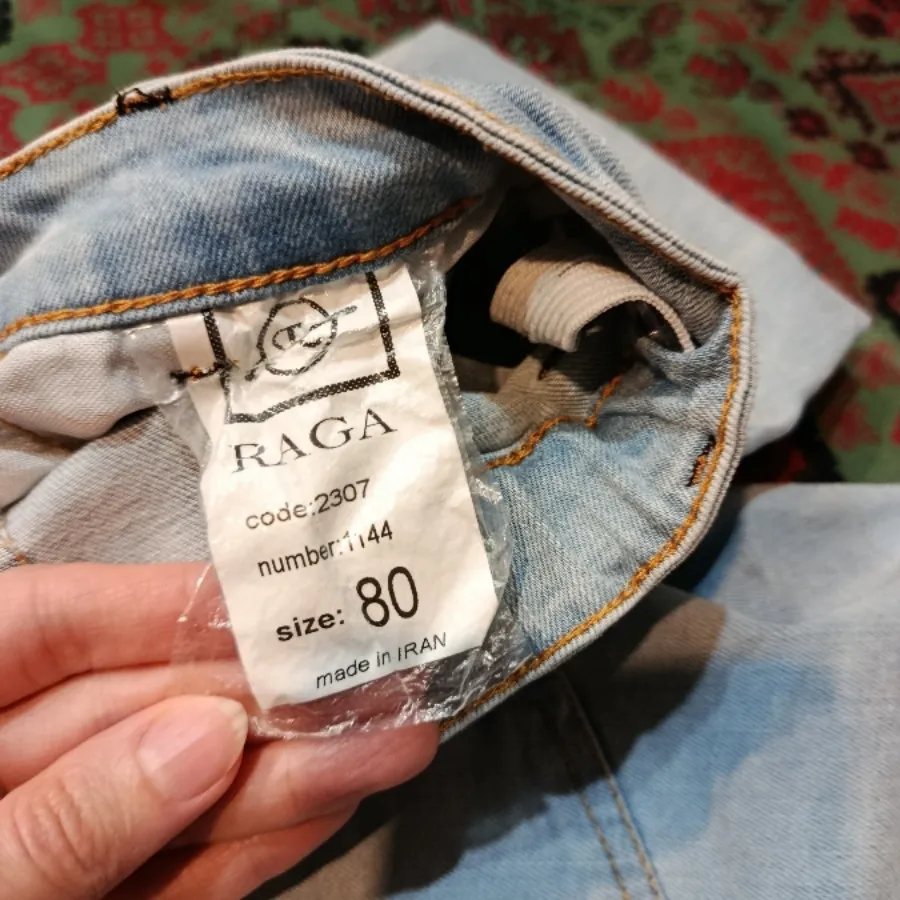 RAGA
code:2307
number:1144
size: 80
made in IRAN